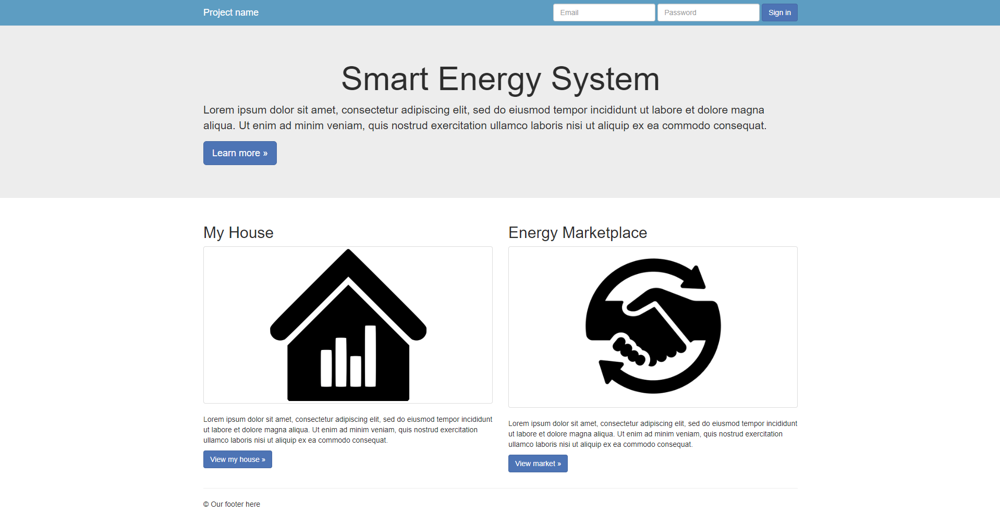 Project name
Email
Password
Sign in
Smart Energy System
Lorem ipsum dolor sit amet, consectetur adipiscing elit, sed do eiusmod tempor incididunt ut labore et dolore magna
aliqua. Ut enim ad minim veniam, quis nostrud exercitation ullamco laboris nisi ut aliquip ex ea commodo consequat.
Learn more »
My House
Lorem ipsum dolor sit amet, consectetur adipiscing elit, sed do eiusmod tempor incididunt
ut labore et dolore magna aliqua. Ut enim ad minim veniam, quis nostrud exercitation
ullamco laboris nisi ut aliquip ex ea commodo consequat.
View my house »
Energy Marketplace
Lorem ipsum dolor sit amet, consectetur adipiscing elit, sed do eiusmod tempor incididunt
ut labore et dolore magna aliqua. Ut enim ad minim veniam, quis nostrud exercitation
ullamco laboris nisi ut aliquip ex ea commodo consequat.
View market »
© Our footer here